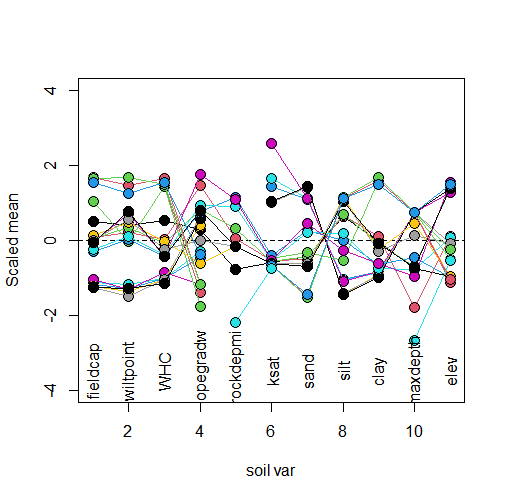 4
2
0
-2
-4
Scaled mean
fieldcap
wiltpoint
WHC
opegradw
rockdepmi
ksat
sand
silt
clay
maxdept
elev
2
4
6
8
10
soil var